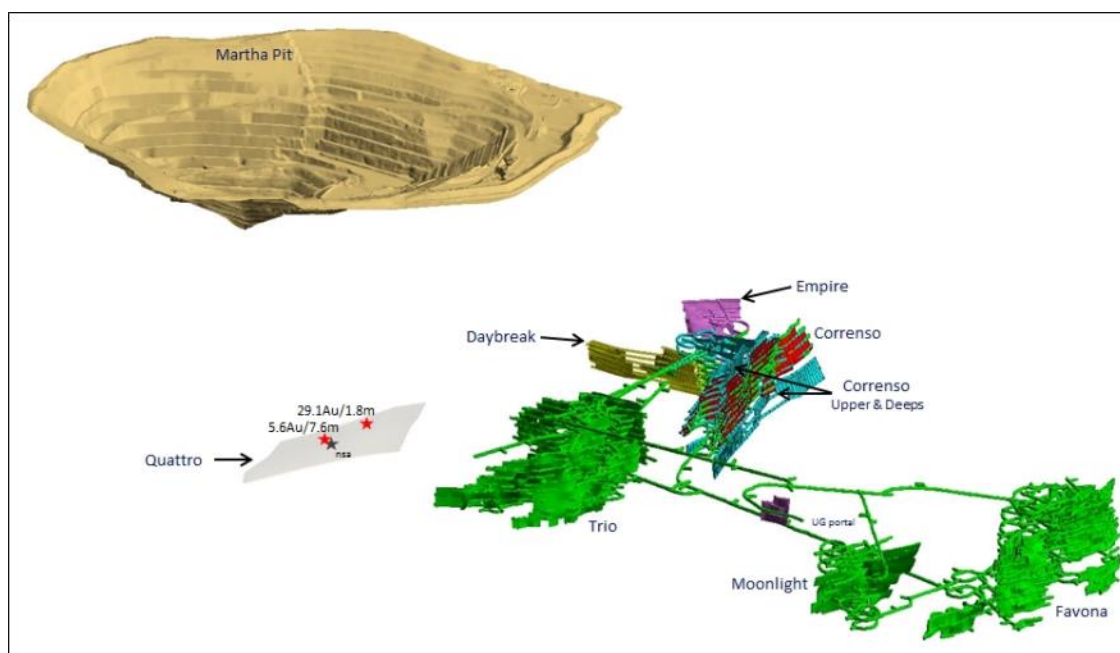 Martha Pit
Empire
Daybreak
Correnso
Correnso
Upper & Deeps
29.1Au/1.8m
5.6Au/7.6m
nsa
Quattro
Trio
UG portal
Moonlight
Favona